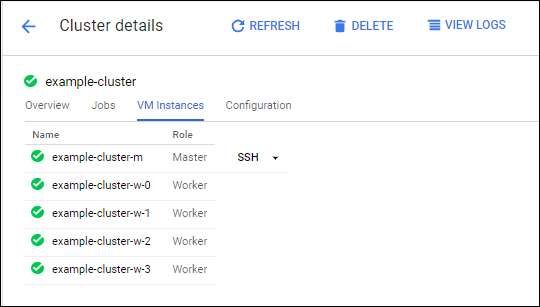 Cluster details REFRESH DELETE VIEW LOGS
example-cluster
Overview Jobs VM Instances Configuration
Name Role
example-cluster-m Master SSH
example-cluster-w-0 Worker
example-cluster-w-1 Worker
example-cluster-w-2 Worker
example-cluster-w-3 Worker